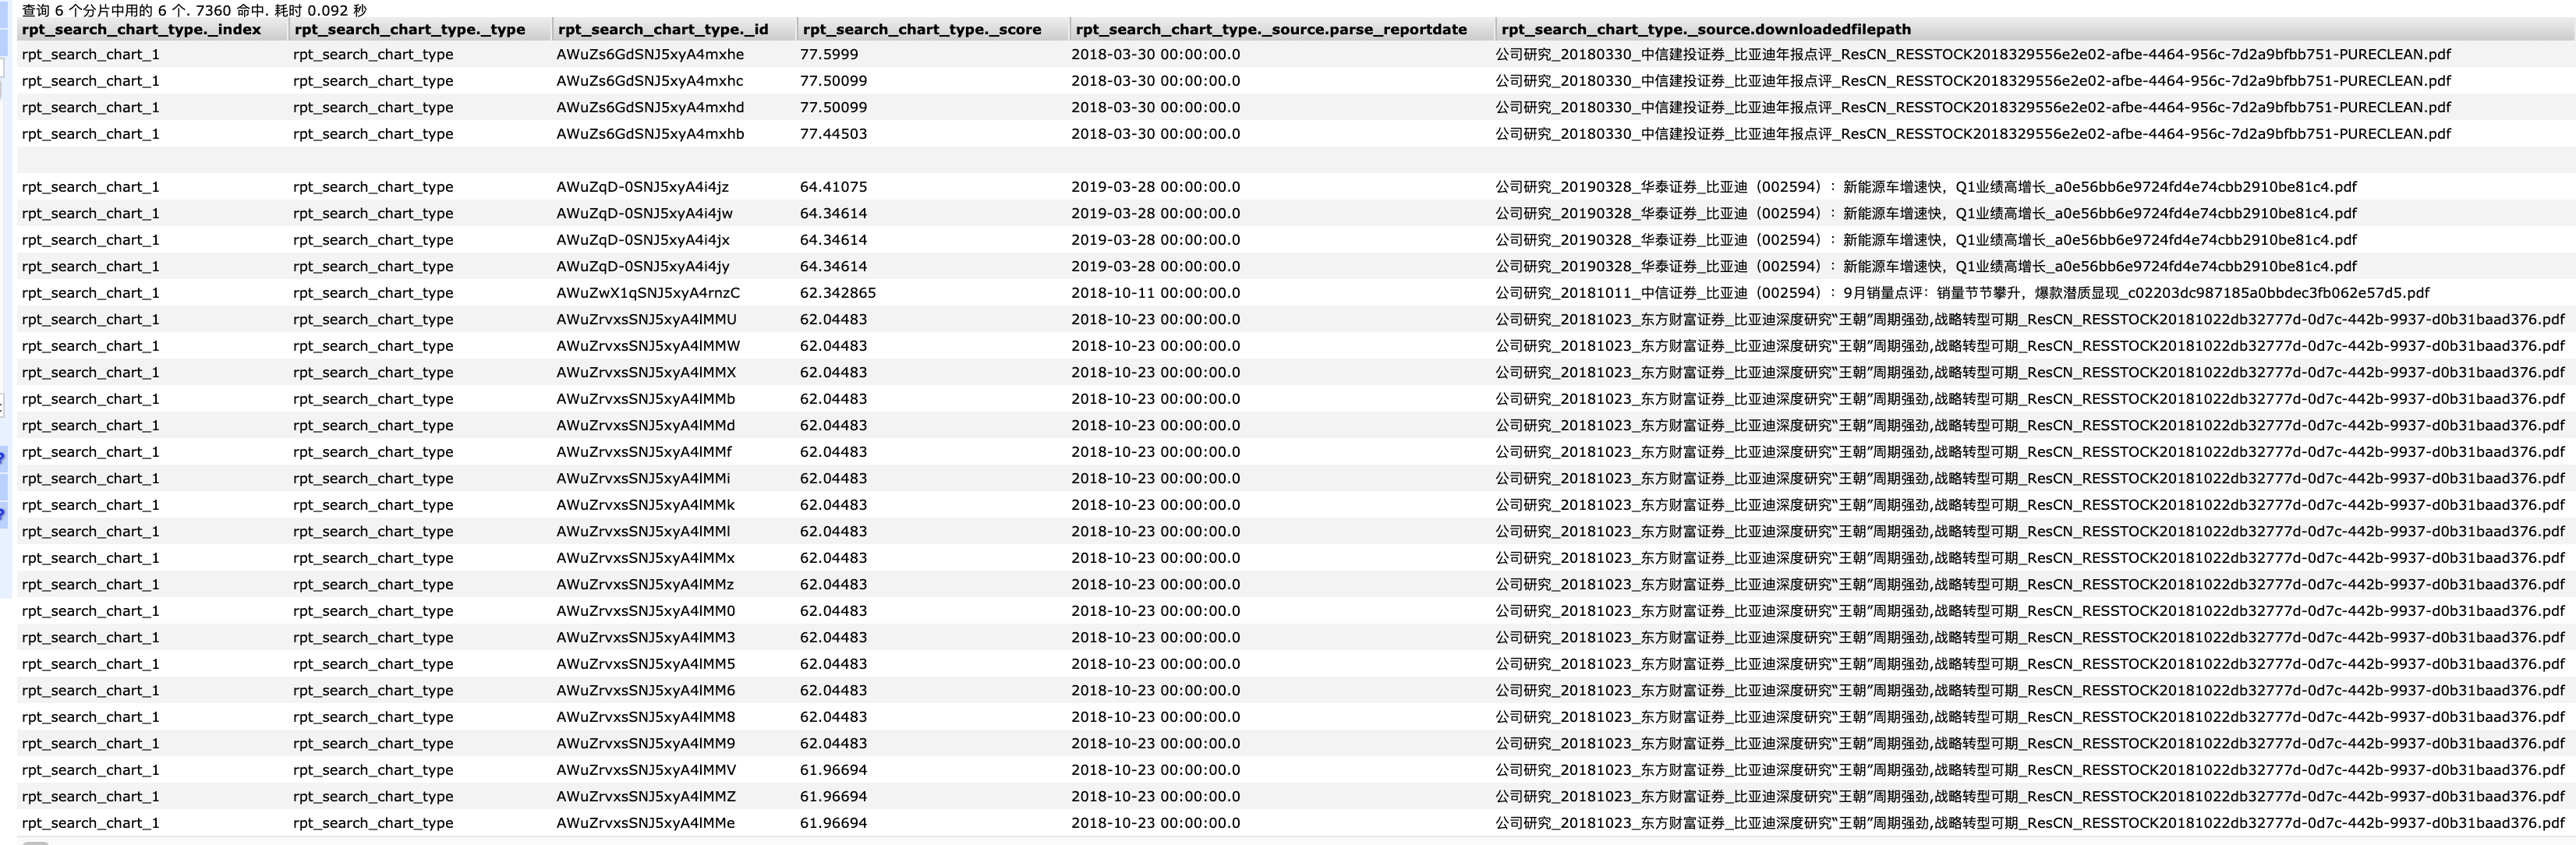 查询 6 个分片中用的 6 个. 7360 命中. 耗时 0.092 秒
rpt_search_chart_type._index rpt_search_chart_type._type rpt_search_chart_type._id rpt_search_chart_type._score rpt_search_chart_type._source.parse_reportdate rpt_search_chart_type._source.downloadedfilepath
rpt_search_chart_1 rpt_search_chart_type AWuZs6GdSNJ5xyA4mxhe 77.5999 2018-03-30 00:00:00.0 公司研究_20180330_中信建投证券_比亚迪年报点评_ResCN_RESSTOCK2018329556e2e02-afbe-4464-956c-7d2a9bfbb751-PURECLEAN.pdf
rpt_search_chart_1 rpt_search_chart_type AWuZs6GdSNJ5xyA4mxhc 77.50099 2018-03-30 00:00:00.0 公司研究_20180330_中信建投证券_比亚迪年报点评_ResCN_RESSTOCK2018329556e2e02-afbe-4464-956c-7d2a9bfbb751-PURECLEAN.pdf
rpt_search_chart_1 rpt_search_chart_type AWuZs6GdSNJ5xyA4mxhd 77.50099 2018-03-30 00:00:00.0 公司研究_20180330_中信建投证券_比亚迪年报点评_ResCN_RESSTOCK2018329556e2e02-afbe-4464-956c-7d2a9bfbb751-PURECLEAN.pdf
rpt_search_chart_1 rpt_search_chart_type AWuZs6GdSNJ5xyA4mxhb 77.44503 2018-03-30 00:00:00.0 公司研究_20180330_中信建投证券_比亚迪年报点评_ResCN_RESSTOCK2018329556e2e02-afbe-4464-956c-7d2a9bfbb751-PURECLEAN.pdf
rpt_search_chart_1 rpt_search_chart_type AWuZqD-0SNJ5xyA4i4jz 64.41075 2019-03-28 00:00:00.0 公司研究_20190328_华泰证券_比亚迪（002594）：新能源车增速快，Q1业绩高增长_a0e56bb6e9724fd4e74cbb2910be81c4.pdf
rpt_search_chart_1 rpt_search_chart_type AWuZqD-0SNJ5xyA4i4jw 64.34614 2019-03-28 00:00:00.0 公司研究_20190328_华泰证券_比亚迪（002594）：新能源车增速快，Q1业绩高增长_a0e56bb6e9724fd4e74cbb2910be81c4.pdf
rpt_search_chart_1 rpt_search_chart_type AWuZqD-0SNJ5xyA4i4jx 64.34614 2019-03-28 00:00:00.0 公司研究_20190328_华泰证券_比亚迪（002594）：新能源车增速快，Q1业绩高增长_a0e56bb6e9724fd4e74cbb2910be81c4.pdf
rpt_search_chart_1 rpt_search_chart_type AWuZqD-0SNJ5xyA4i4jy 64.34614 2019-03-28 00:00:00.0 公司研究_20190328_华泰证券_比亚迪（002594）：新能源车增速快，Q1业绩高增长_a0e56bb6e9724fd4e74cbb2910be81c4.pdf
rpt_search_chart_1 rpt_search_chart_type AWuZwX1qSNJ5xyA4rnzC 62.342865 2018-10-11 00:00:00.0 公司研究_20181011_中信证券_比亚迪（002594）：9月销量点评：销量节节攀升，爆款潜质显现_c02203dc987185a0bbdec3fb062e57d5.pdf
rpt_search_chart_1 rpt_search_chart_type AWuZrvxsSNJ5xyA4lMMU 62.04483 2018-10-23 00:00:00.0 公司研究_20181023_东方财富证券_比亚迪深度研究“王朝”周期强劲,战略转型可期_ResCN_RESSTOCK20181022db32777d-0d7c-442b-9937-d0b31baad376.pdf
rpt_search_chart_1 rpt_search_chart_type AWuZrvxsSNJ5xyA4lMMW 62.04483 2018-10-23 00:00:00.0 公司研究_20181023_东方财富证券_比亚迪深度研究“王朝”周期强劲,战略转型可期_ResCN_RESSTOCK20181022db32777d-0d7c-442b-9937-d0b31baad376.pdf
rpt_search_chart_1 rpt_search_chart_type AWuZrvxsSNJ5xyA4lMMX 62.04483 2018-10-23 00:00:00.0 公司研究_20181023_东方财富证券_比亚迪深度研究“王朝”周期强劲,战略转型可期_ResCN_RESSTOCK20181022db32777d-0d7c-442b-9937-d0b31baad376.pdf
rpt_search_chart_1 rpt_search_chart_type AWuZrvxsSNJ5xyA4lMMb 62.04483 2018-10-23 00:00:00.0 公司研究_20181023_东方财富证券_比亚迪深度研究“王朝”周期强劲,战略转型可期_ResCN_RESSTOCK20181022db32777d-0d7c-442b-9937-d0b31baad376.pdf
rpt_search_chart_1 rpt_search_chart_type AWuZrvxsSNJ5xyA4lMMd 62.04483 2018-10-23 00:00:00.0 公司研究_20181023_东方财富证券_比亚迪深度研究“王朝”周期强劲,战略转型可期_ResCN_RESSTOCK20181022db32777d-0d7c-442b-9937-d0b31baad376.pdf
rpt_search_chart_1 rpt_search_chart_type AWuZrvxsSNJ5xyA4lMMf 62.04483 2018-10-23 00:00:00.0 公司研究_20181023_东方财富证券_比亚迪深度研究“王朝”周期强劲,战略转型可期_ResCN_RESSTOCK20181022db32777d-0d7c-442b-9937-d0b31baad376.pdf
rpt_search_chart_1 rpt_search_chart_type AWuZrvxsSNJ5xyA4lMMi 62.04483 2018-10-23 00:00:00.0 公司研究_20181023_东方财富证券_比亚迪深度研究“王朝”周期强劲,战略转型可期_ResCN_RESSTOCK20181022db32777d-0d7c-442b-9937-d0b31baad376.pdf
rpt_search_chart_1 rpt_search_chart_type AWuZrvxsSNJ5xyA4lMMk 62.04483 2018-10-23 00:00:00.0 公司研究_20181023_东方财富证券_比亚迪深度研究“王朝”周期强劲,战略转型可期_ResCN_RESSTOCK20181022db32777d-0d7c-442b-9937-d0b31baad376.pdf
rpt_search_chart_1 rpt_search_chart_type AWuZrvxsSNJ5xyA4lMMl 62.04483 2018-10-23 00:00:00.0 公司研究_20181023_东方财富证券_比亚迪深度研究“王朝”周期强劲,战略转型可期_ResCN_RESSTOCK20181022db32777d-0d7c-442b-9937-d0b31baad376.pdf
rpt_search_chart_1 rpt_search_chart_type AWuZrvxsSNJ5xyA4lMMx 62.04483 2018-10-23 00:00:00.0 公司研究_20181023_东方财富证券_比亚迪深度研究“王朝”周期强劲,战略转型可期_ResCN_RESSTOCK20181022db32777d-0d7c-442b-9937-d0b31baad376.pdf
rpt_search_chart_1 rpt_search_chart_type AWuZrvxsSNJ5xyA4lMMz 62.04483 2018-10-23 00:00:00.0 公司研究_20181023_东方财富证券_比亚迪深度研究“王朝”周期强劲,战略转型可期_ResCN_RESSTOCK20181022db32777d-0d7c-442b-9937-d0b31baad376.pdf
rpt_search_chart_1 rpt_search_chart_type AWuZrvxsSNJ5xyA4lMM0 62.04483 2018-10-23 00:00:00.0 公司研究_20181023_东方财富证券_比亚迪深度研究“王朝”周期强劲,战略转型可期_ResCN_RESSTOCK20181022db32777d-0d7c-442b-9937-d0b31baad376.pdf
rpt_search_chart_1 rpt_search_chart_type AWuZrvxsSNJ5xyA4lMM3 62.04483 2018-10-23 00:00:00.0 公司研究_20181023_东方财富证券_比亚迪深度研究“王朝”周期强劲,战略转型可期_ResCN_RESSTOCK20181022db32777d-0d7c-442b-9937-d0b31baad376.pdf
rpt_search_chart_1 rpt_search_chart_type AWuZrvxsSNJ5xyA4lMM5 62.04483 2018-10-23 00:00:00.0 公司研究_20181023_东方财富证券_比亚迪深度研究“王朝”周期强劲,战略转型可期_ResCN_RESSTOCK20181022db32777d-0d7c-442b-9937-d0b31baad376.pdf
rpt_search_chart_1 rpt_search_chart_type AWuZrvxsSNJ5xyA4lMM6 62.04483 2018-10-23 00:00:00.0 公司研究_20181023_东方财富证券_比亚迪深度研究“王朝”周期强劲,战略转型可期_ResCN_RESSTOCK20181022db32777d-0d7c-442b-9937-d0b31baad376.pdf
rpt_search_chart_1 rpt_search_chart_type AWuZrvxsSNJ5xyA4lMM8 62.04483 2018-10-23 00:00:00.0 公司研究_20181023_东方财富证券_比亚迪深度研究“王朝”周期强劲,战略转型可期_ResCN_RESSTOCK20181022db32777d-0d7c-442b-9937-d0b31baad376.pdf
rpt_search_chart_1 rpt_search_chart_type AWuZrvxsSNJ5xyA4lMM9 62.04483 2018-10-23 00:00:00.0 公司研究_20181023_东方财富证券_比亚迪深度研究“王朝”周期强劲,战略转型可期_ResCN_RESSTOCK20181022db32777d-0d7c-442b-9937-d0b31baad376.pdf
rpt_search_chart_1 rpt_search_chart_type AWuZrvxsSNJ5xyA4lMMV 61.96694 2018-10-23 00:00:00.0 公司研究_20181023_东方财富证券_比亚迪深度研究“王朝”周期强劲,战略转型可期_ResCN_RESSTOCK20181022db32777d-0d7c-442b-9937-d0b31baad376.pdf
rpt_search_chart_1 rpt_search_chart_type AWuZrvxsSNJ5xyA4lMMZ 61.96694 2018-10-23 00:00:00.0 公司研究_20181023_东方财富证券_比亚迪深度研究“王朝”周期强劲,战略转型可期_ResCN_RESSTOCK20181022db32777d-0d7c-442b-9937-d0b31baad376.pdf
rpt_search_chart_1 rpt_search_chart_type AWuZrvxsSNJ5xyA4lMMe 61.96694 2018-10-23 00:00:00.0 公司研究_20181023_东方财富证券_比亚迪深度研究“王朝”周期强劲,战略转型可期_ResCN_RESSTOCK20181022db32777d-0d7c-442b-9937-d0b31baad376.pdf